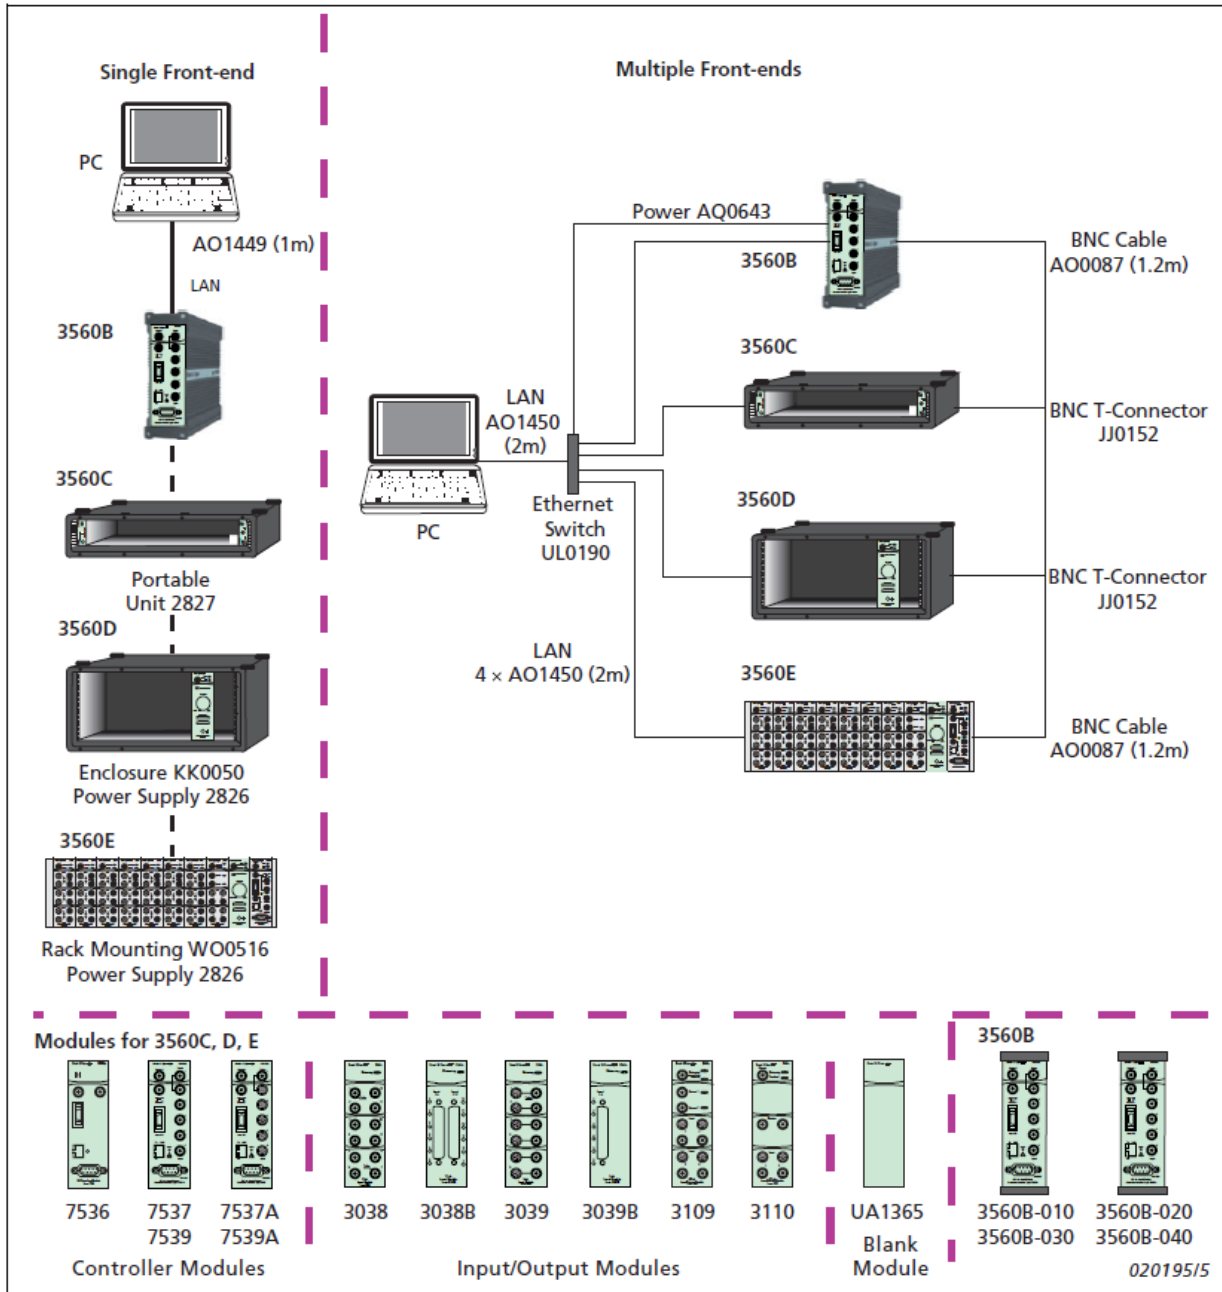 Single Front-end
PC
AO1449 (1m)
LAN
3560B
3560C
Portable
Unit 2827
3560D
Enclosure KK0050
Power Supply 2826
3560E
Rack Mounting WO0516
Power Supply 2826
Multiple Front-ends
Power AQ0643
3560B
BNC Cable
AO0087 (1.2m)
3560C
LAN
AO1450
(2m)
BNC T-Connector
JJ0152
PC
Ethernet
Switch
UL0190
3560D
BNC T-Connector
JJ0152
LAN
4 × AO1450 (2m)
3560E
BNC Cable
AO0087 (1.2m)
Modules for 3560C, D, E
7536
7537
7539
7537A
7539A
Controller Modules
3038
3038B
3039
3039B
3109
3110
Input/Output Modules
UA1365
Blank
Module
3560B
3560B-010
3560B-030
3560B-020
3560B-040
020195/5